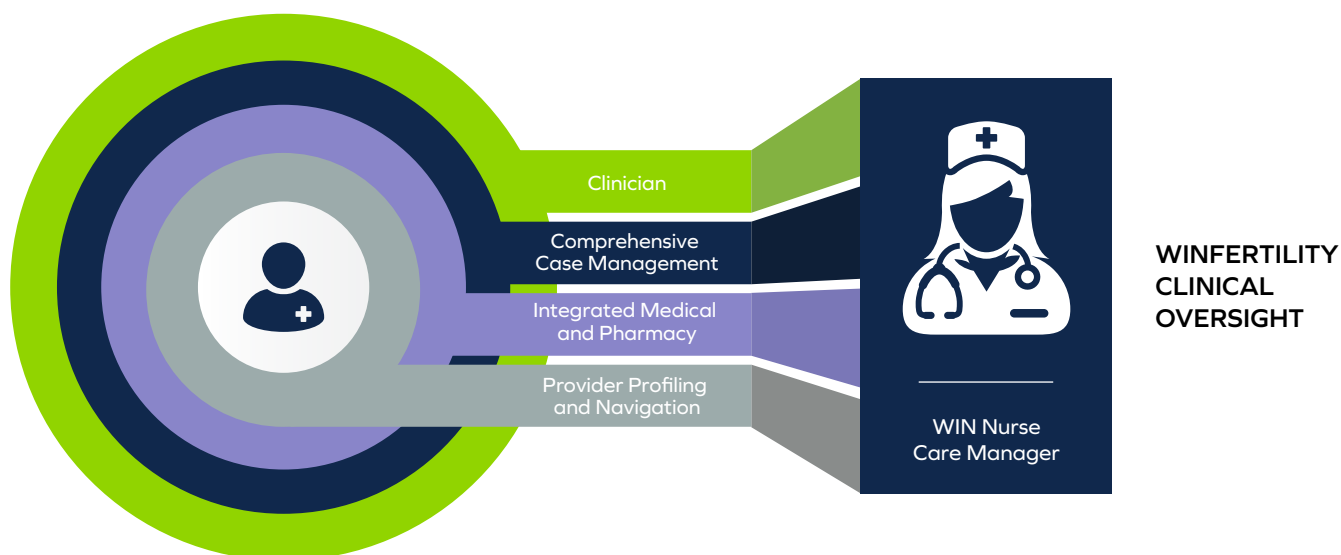 Clinician
Comprehensive
Case Management
Integrated Medical
and Pharmacy
Provider Profiling
and Navigation
WIN Nurse
Care Manager
WINFERTILITY
CLINICAL
OVERSIGHT